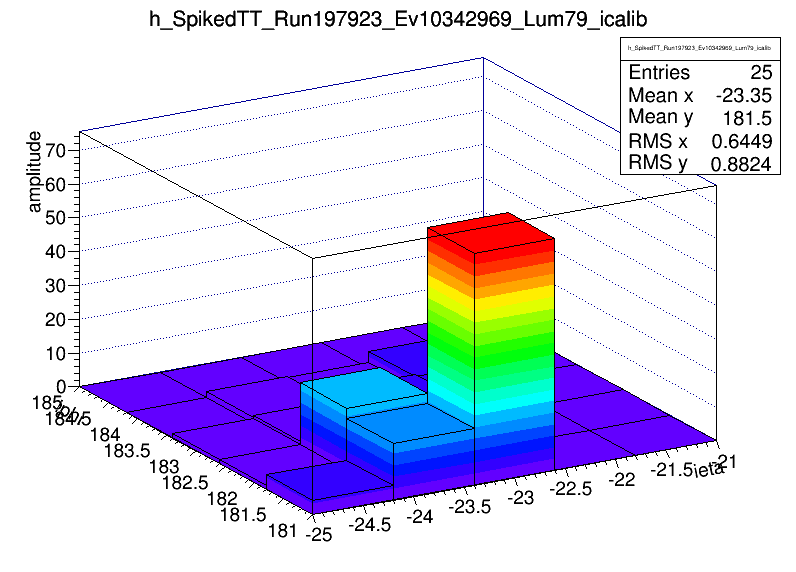 h_SpikedTT_Run197923_Ev10342969_Lum79_icalib
h_SpikedTT_Run197923_Ev10342969_Lum79_icalib
Entries 25
Mean x -23.35
Mean y 181.5
RMS x 0.6449
RMS y 0.8824
amplitude
70
60
50
40
30
20
10
0
185
184.5
184
183.5
183
182.5
182
181.5
181
-25
-24.5
-24
-23.5
-23
-22.5
-22
-21.5
-21
ieta